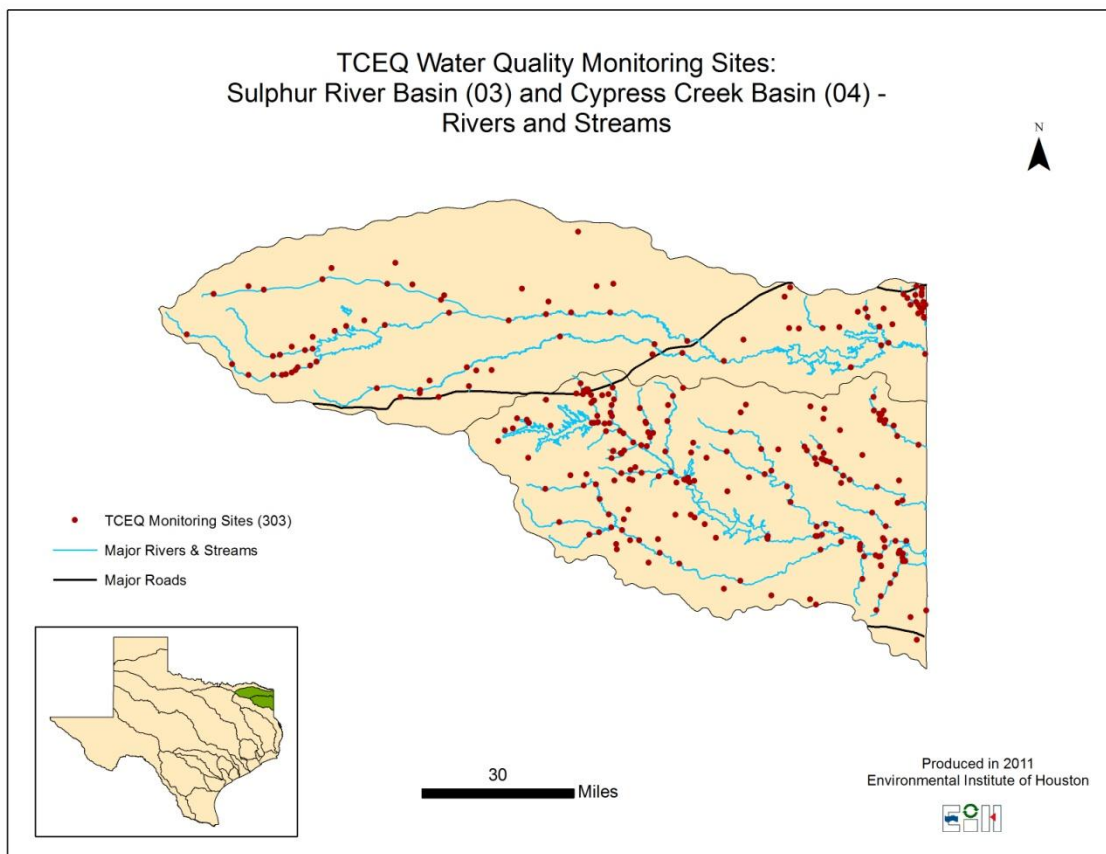 TCEQ Water Quality Monitoring Sites:
Sulphur River Basin (03) and Cypress Creek Basin (04) -
Rivers and Streams
N
TCEQ Monitoring Sites (303)
Major Rivers & Streams
Major Roads
30
Miles
Produced in 2011
Environmental Institute of Houston
EIH